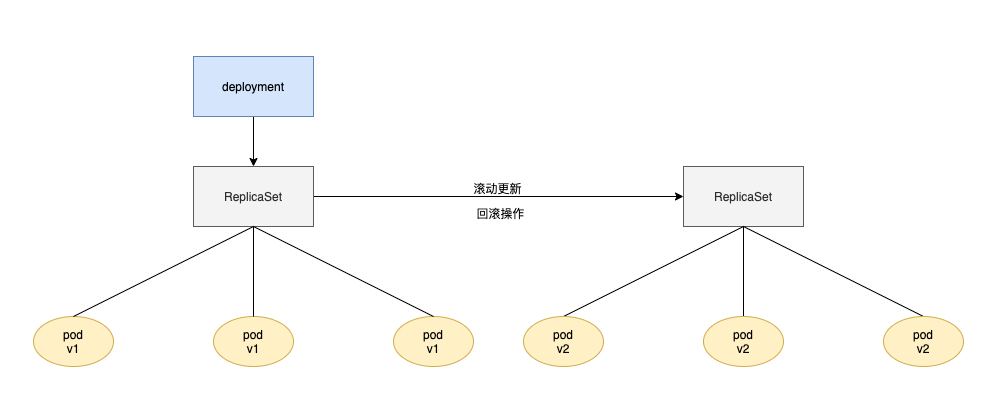 deployment
ReplicaSet
滚动更新
回滚操作
ReplicaSet
pod
v1
pod
v1
pod
v1
pod
v2
pod
v2
pod
v2